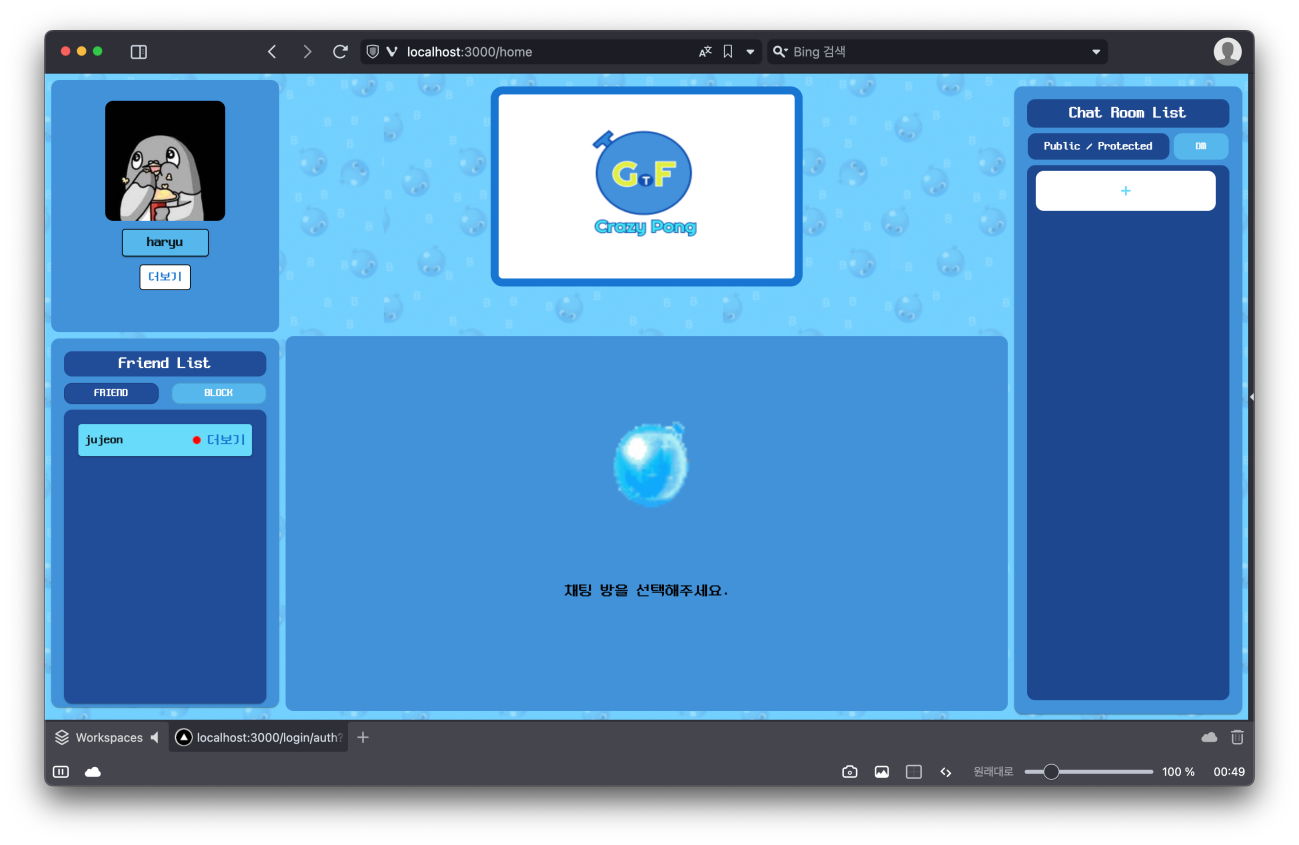 localhost:3000/home
Bing 검색
haryu
더보기
Friend List
FRIEND
BLOCK
jujeon
더보기
GTF
Crazy Pong
채팅 방을 선택해주세요.
Chat Room List
Public / Protected
DM
+
Workspaces
localhost:3000/login/auth?
원래대로
100 %
00:49